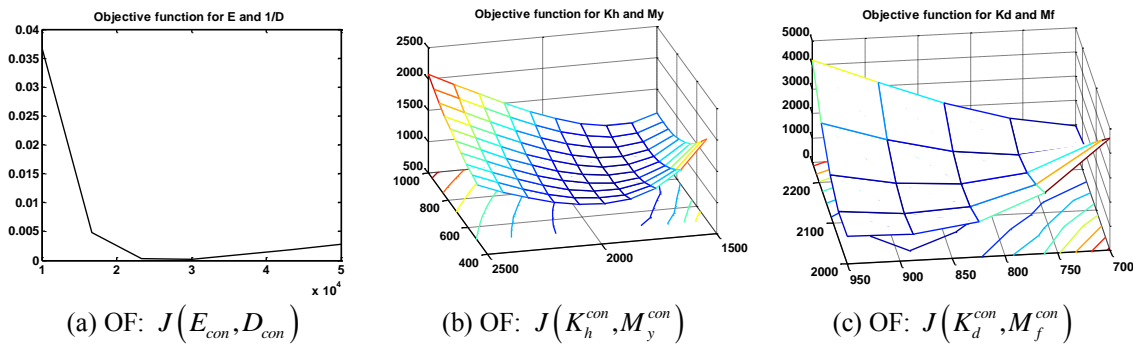 Objective function for E and 1/D
0.04
0.035
0.03
0.025
0.02
0.015
0.01
0.005
0
1 2 3 4 5
x 10^4
(a) OF: J(E_con, D_con)
Objective function for Kh and My
2500
2000
1500
1000
500
1000
800
600
400
2500 2000 1500
(b) OF: J(K_h^con, M_y^con)
Objective function for Kd and Mf
5000
4000
3000
2000
1000
0
2200
2100
2000
950 900 850 800 750 700
(c) OF: J(K_d^con, M_f^con)